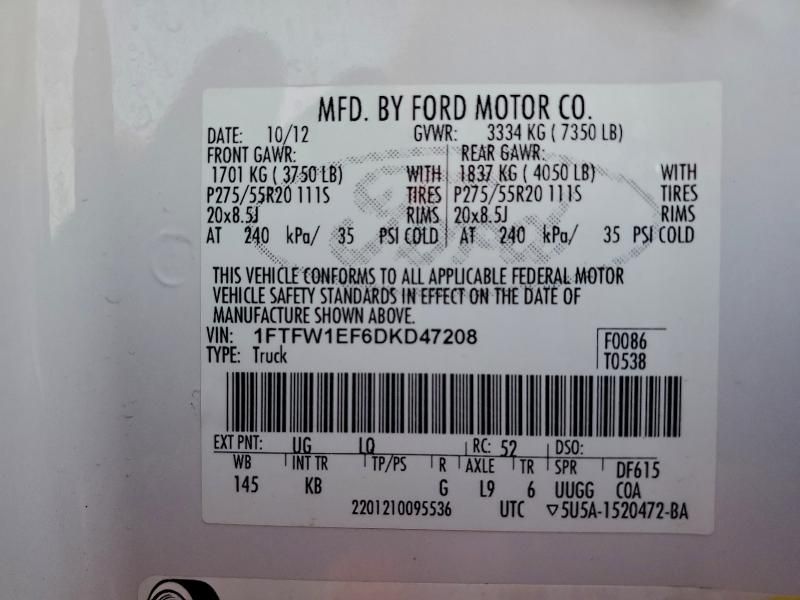 MFD. BY FORD MOTOR CO.
DATE: 10/12 GVWR: 3334 KG ( 7350 LB)
FRONT GAWR: REAR GAWR:
1701 KG ( 3750 LB) WITH 1837 KG ( 4050 LB) WITH
P275/55R20 111S TIRES P275/55R20 111S TIRES
20x8.5J RIMS 20x8.5J RIMS
AT 240 kPa/ 35 PSI COLD AT 240 kPa/ 35 PSI COLD
THIS VEHICLE CONFORMS TO ALL APPLICABLE FEDERAL MOTOR
VEHICLE SAFETY STANDARDS IN EFFECT ON THE DATE OF
MANUFACTURE SHOWN ABOVE.
VIN: 1FTFW1EF6DKD47208 F0086
TYPE: Truck T0538
EXT PNT: UG LQ RC: 52 DSO:
WB INT TR TP/PS R AXLE TR SPR DF615
145 KB G L9 6 UUGG COA
2201210095536 UTC ▽5U5A-1520472-BA